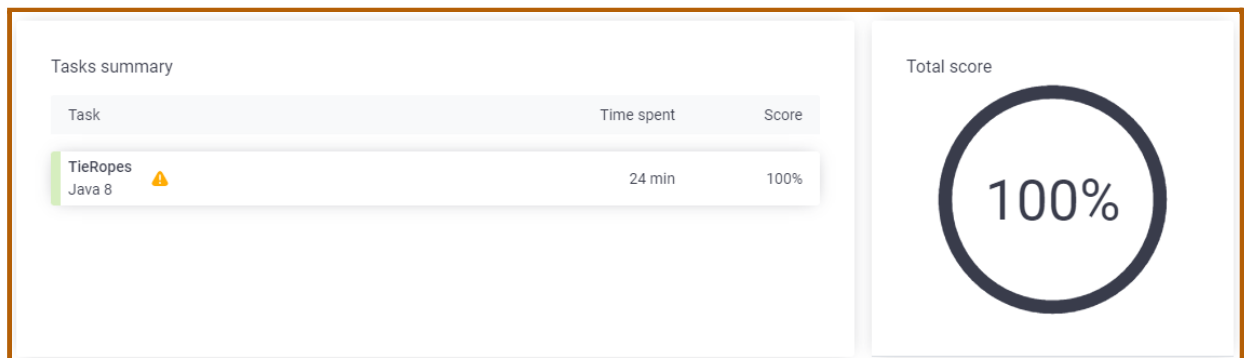 Tasks summary
Task Time spent Score
TieRopes
Java 8
24 min 100%
Total score
100%